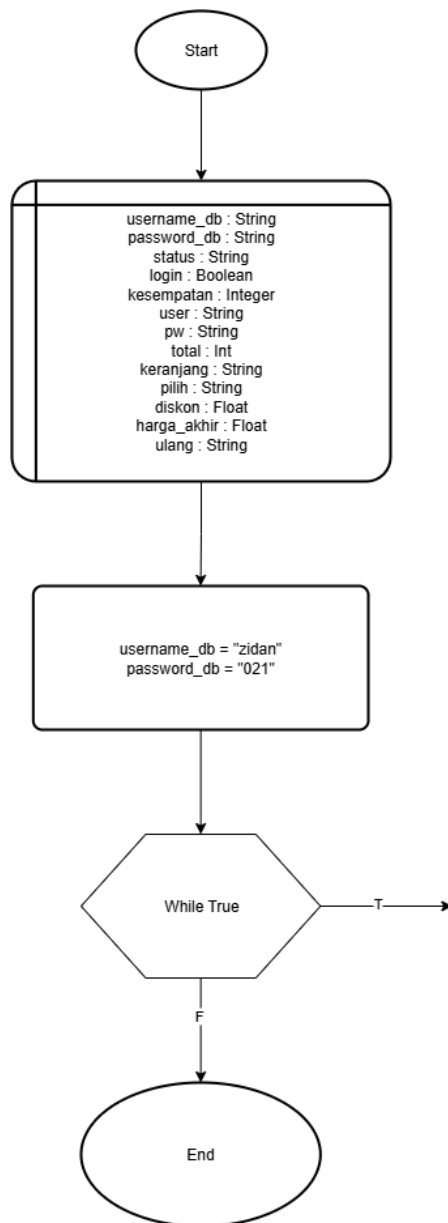 Start
username_db : String
password_db : String
status : String
login : Boolean
kesempatan : Integer
user : String
pw : String
total : Int
keranjang : String
pilih : String
diskon : Float
harga_akhir : Float
ulang : String
username_db = "zidan"
password_db = "021"
While True
T
F
End